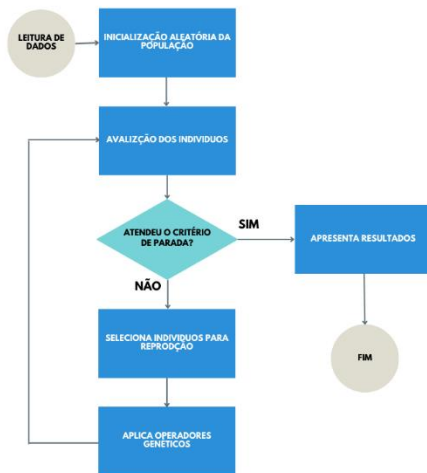 LEITURA DE
DADOS
INICIALIZAÇÃO ALEATÓRIA DA
POPULAÇÃO
AVALIZÇÃO DOS INDIVIDUOS
ATENDEU O CRITÉRIO
DE PARADA?
SIM
APRESENTA RESULTADOS
NÃO
SELECIONA INDIVIDUOS PARA
REPRODÇÃO
FIM
APLICA OPERADORES
GENÉTICOS